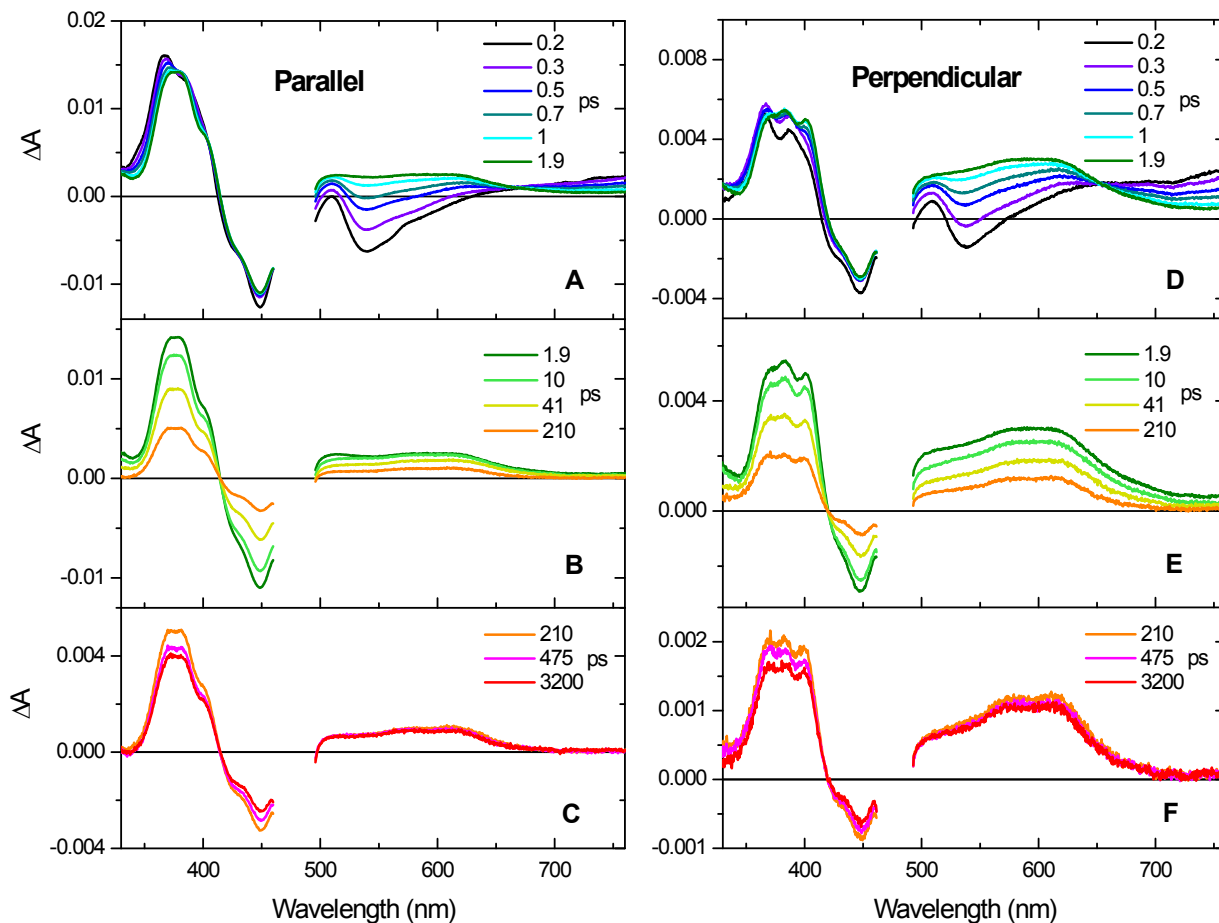 Parallel
0.2
0.3
0.5
0.7
1
1.9
ps
0.02
0.01
0.00
-0.01
ΔA
A
Perpendicular
0.2
0.3
0.5
0.7
1
1.9
ps
0.008
0.004
0.000
-0.004
D
1.9
10
41
210
ps
0.01
0.00
-0.01
ΔA
B
1.9
10
41
210
ps
0.004
0.000
E
210
475
3200
ps
0.004
0.000
-0.004
ΔA
C
400
500
600
700
Wavelength (nm)
210
475
3200
ps
0.002
0.001
0.000
-0.001
F
400
500
600
700
Wavelength (nm)